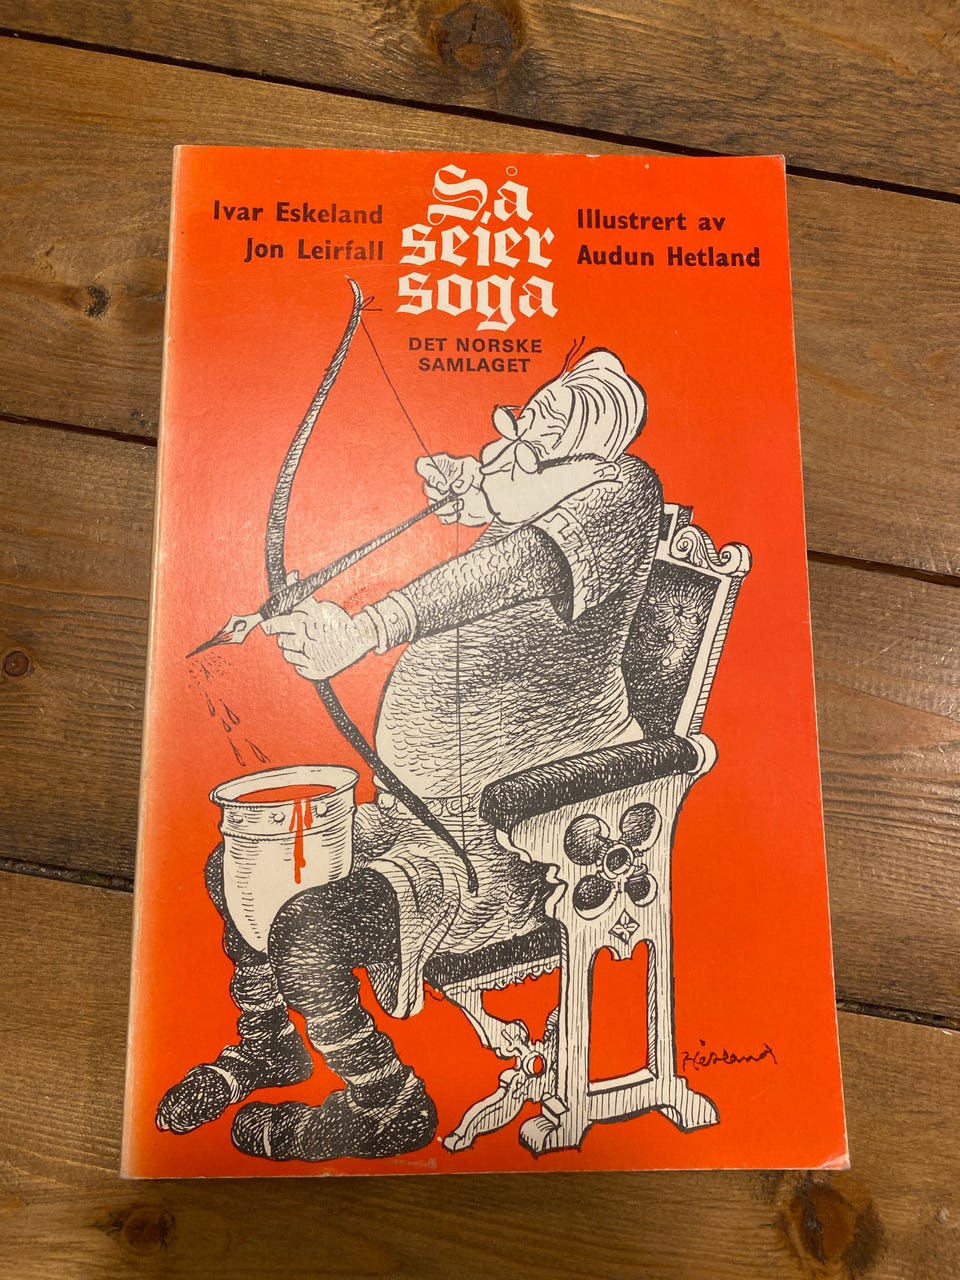 Så
seier
soga
Ivar Eskeland
Jon Leirfall
Illustrert av
Audun Hetland
DET NORSKE
SAMLAGET
Hetland